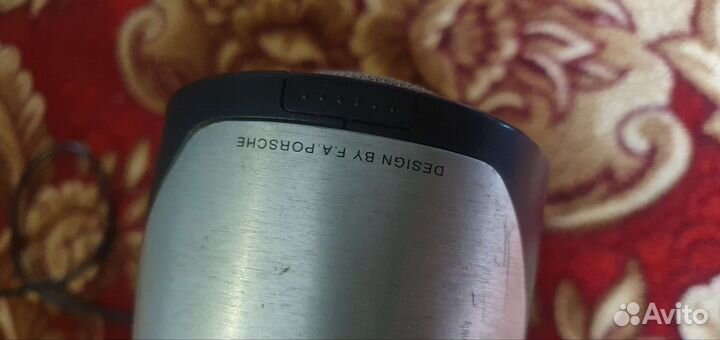 DESIGN BY F.A.PORSCHE
Avito